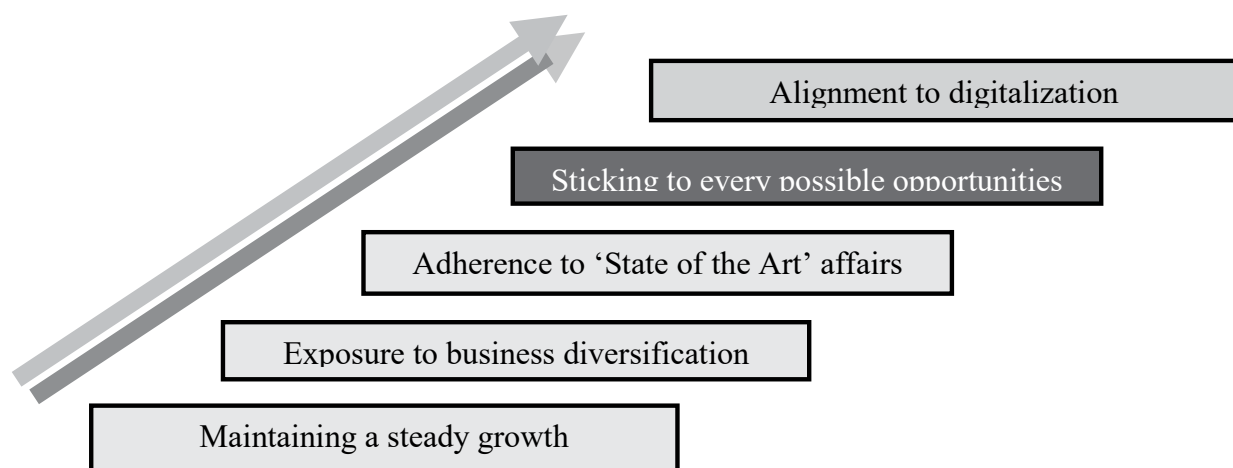 Alignment to digitalization
Sticking to every possible opportunities
Adherence to ‘State of the Art’ affairs
Exposure to business diversification
Maintaining a steady growth